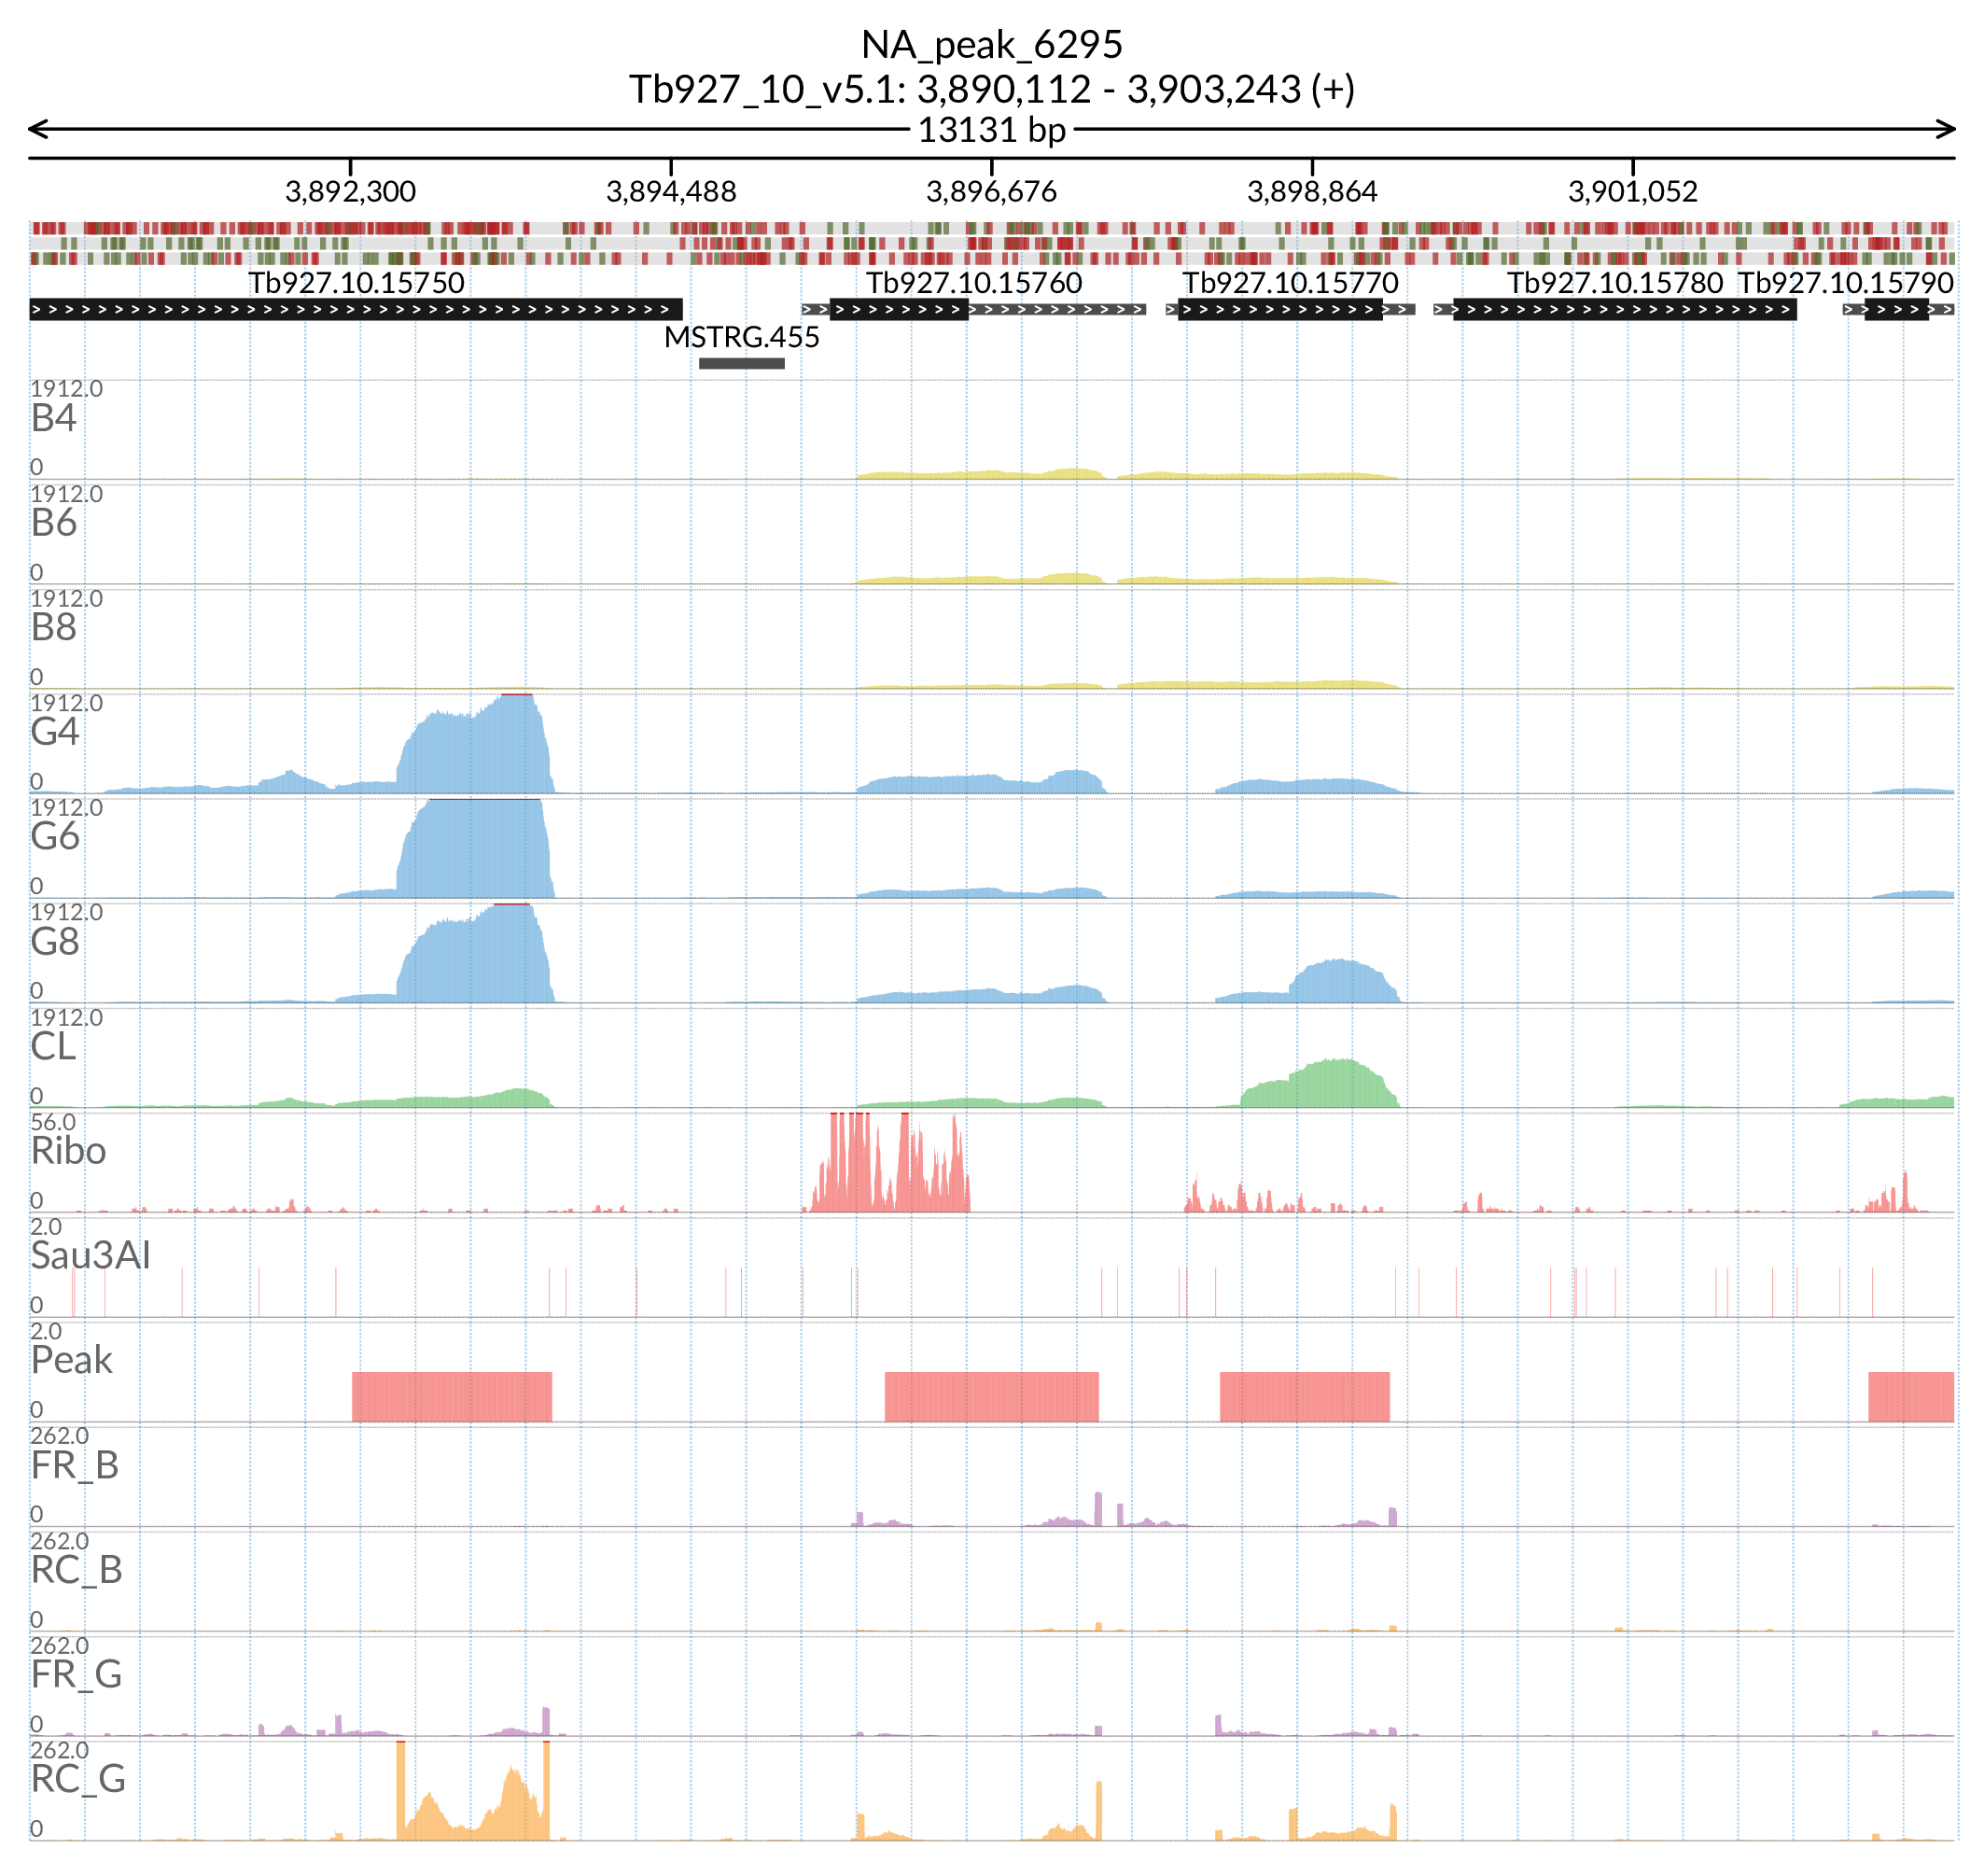 NA_peak_6295
Tb927_10_v5.1: 3,890,112 - 3,903,243 (+)
13131 bp
3,892,300 3,894,488 3,896,676 3,898,864 3,901,052
Tb927.10.15750 Tb927.10.15760 Tb927.10.15770 Tb927.10.15780 Tb927.10.15790
MSTRG.455
1912.0
B4
0
1912.0
B6
0
1912.0
B8
0
1912.0
G4
0
1912.0
G6
0
1912.0
G8
0
1912.0
CL
0
56.0
Ribo
0
2.0
Sau3AI
0
2.0
Peak
0
262.0
FR_B
0
262.0
RC_B
0
262.0
FR_G
0
262.0
RC_G
0